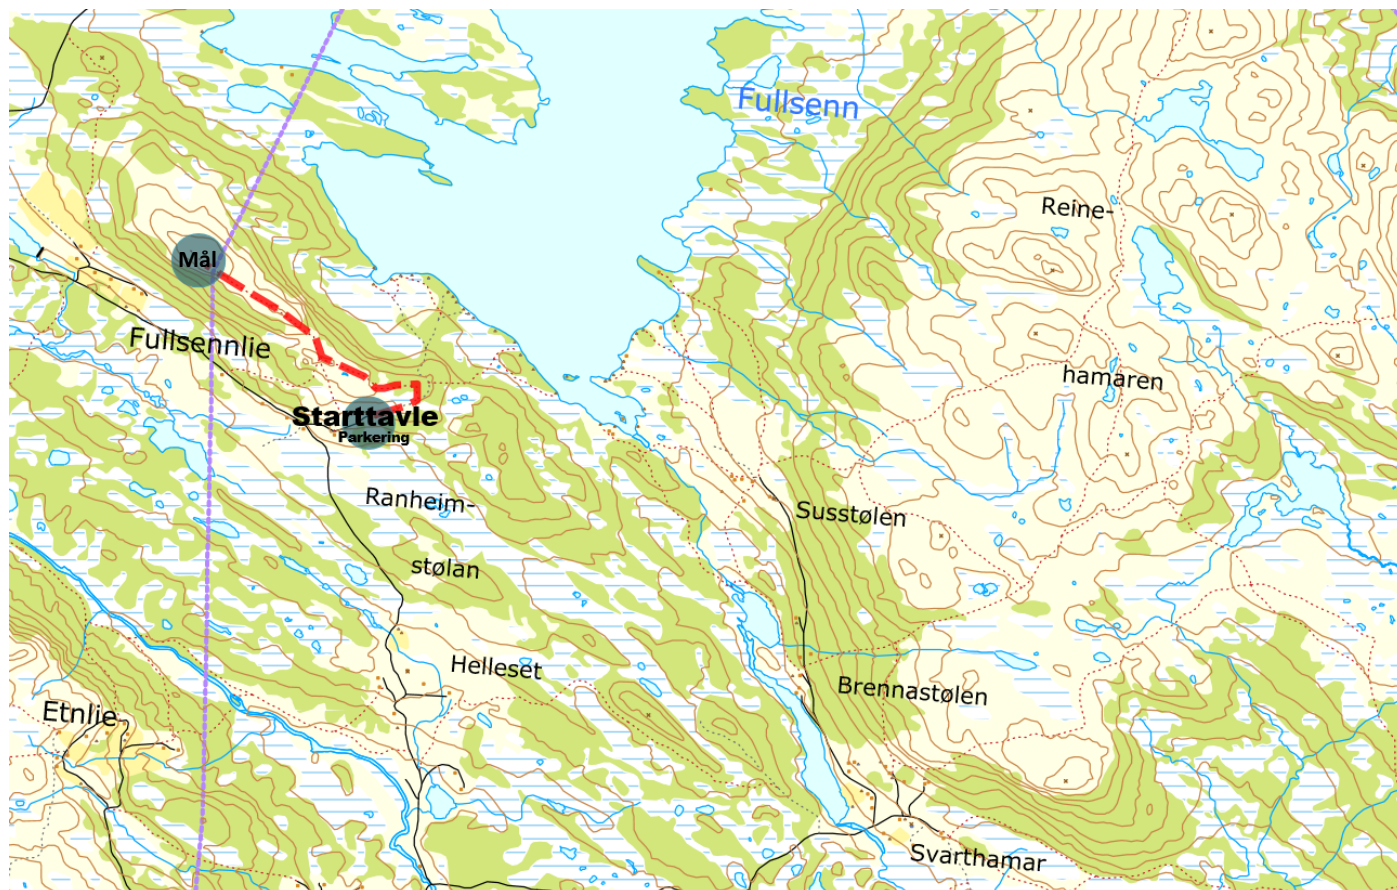 Fullsenn
Reine-
Mål
Fullsennlie
hamaren
Starttavle
Parkering
Ranheim-
stølan
Susstølen
Helleset
Brennastølen
Etnlie
Svarthamar